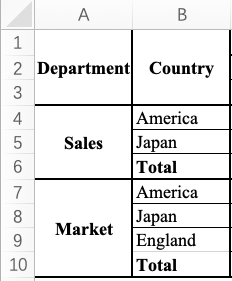 A B
1
2 Department Country
3
4 America
5 Sales Japan
6 Total
7 America
8 Japan
Market
9 England
10 Total